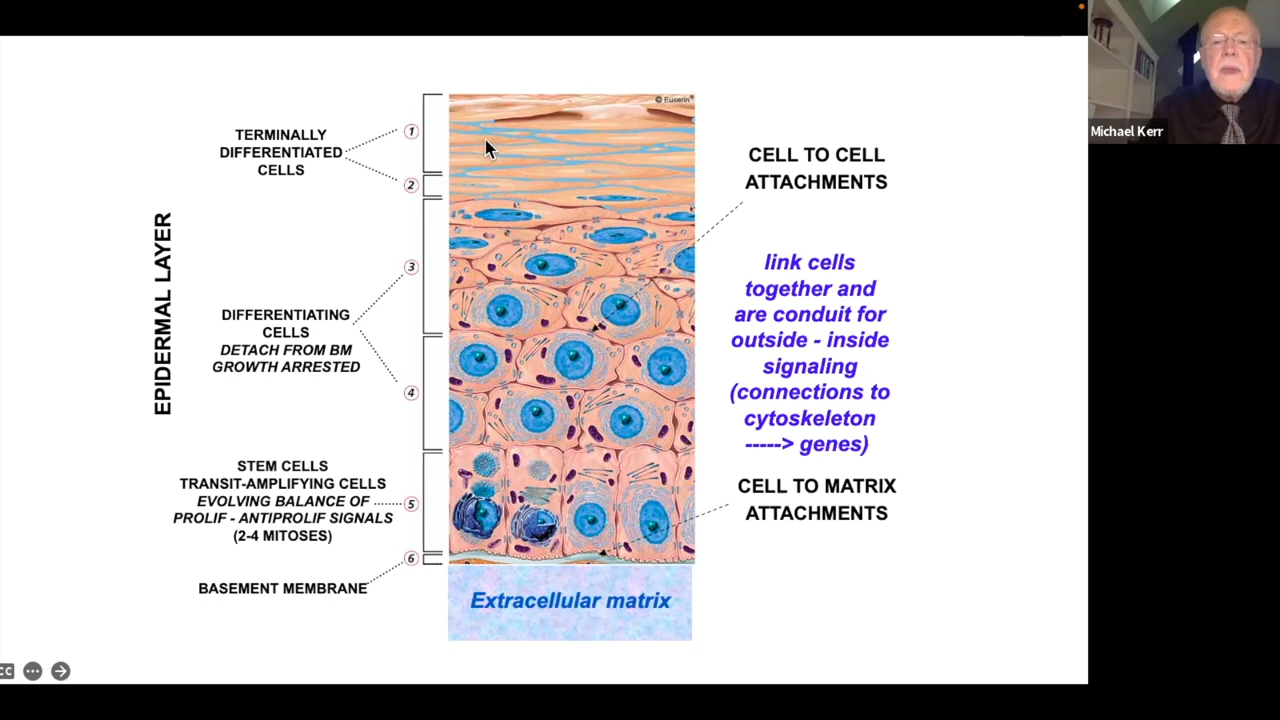 © Eucerin®
TERMINALLY
DIFFERENTIATED
CELLS
1
2
EPIDERMAL LAYER
3
DIFFERENTIATING
CELLS
DETACH FROM BM
GROWTH ARRESTED
4
STEM CELLS
TRANSIT-AMPLIFYING CELLS
EVOLVING BALANCE OF
PROLIF - ANTIPROLIF SIGNALS
(2-4 MITOSES)
5
6
BASEMENT MEMBRANE
CELL TO CELL
ATTACHMENTS
link cells
together and
are conduit for
outside - inside
signaling
(connections to
cytoskeleton
-----> genes)
CELL TO MATRIX
ATTACHMENTS
Extracellular matrix
Michael Kerr
CC